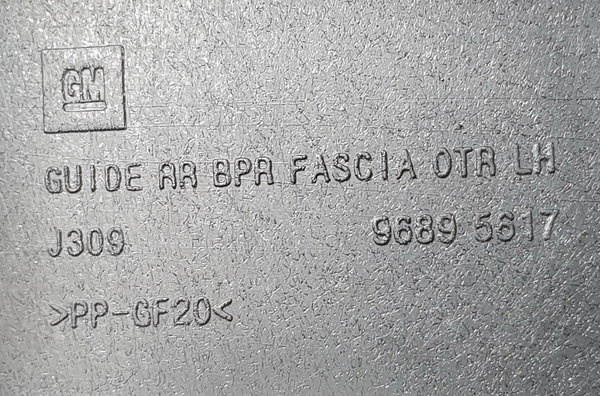 GM
GUIDE RR BPR FASCIA OTR LH
J309 9689 5617
>PP-GF20<